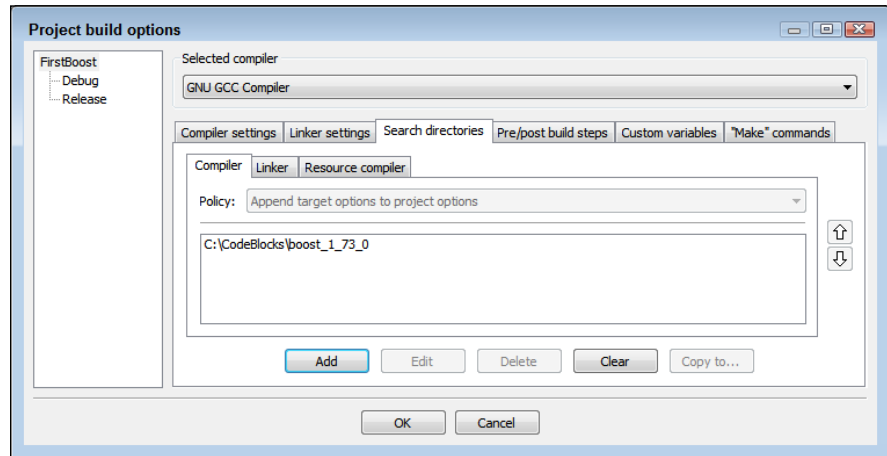 Project build options
FirstBoost
Debug
Release
Selected compiler
GNU GCC Compiler
Compiler settings Linker settings Search directories Pre/post build steps Custom variables "Make" commands
Compiler Linker Resource compiler
Policy: Append target options to project options
C:\CodeBlocks\boost_1_73_0
Add Edit Delete Clear Copy to...
OK Cancel